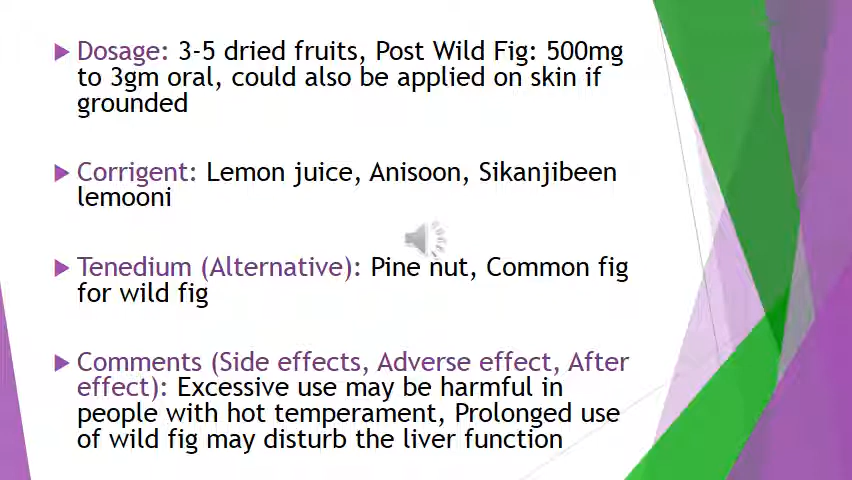 Dosage: 3-5 dried fruits, Post Wild Fig: 500mg
to 3gm oral, could also be applied on skin if
grounded
Corrigent: Lemon juice, Anisoon, Sikanjibeen
lemooni
Tenedium (Alternative): Pine nut, Common fig
for wild fig
Comments (Side effects, Adverse effect, After
effect): Excessive use may be harmful in
people with hot temperament, Prolonged use
of wild fig may disturb the liver function